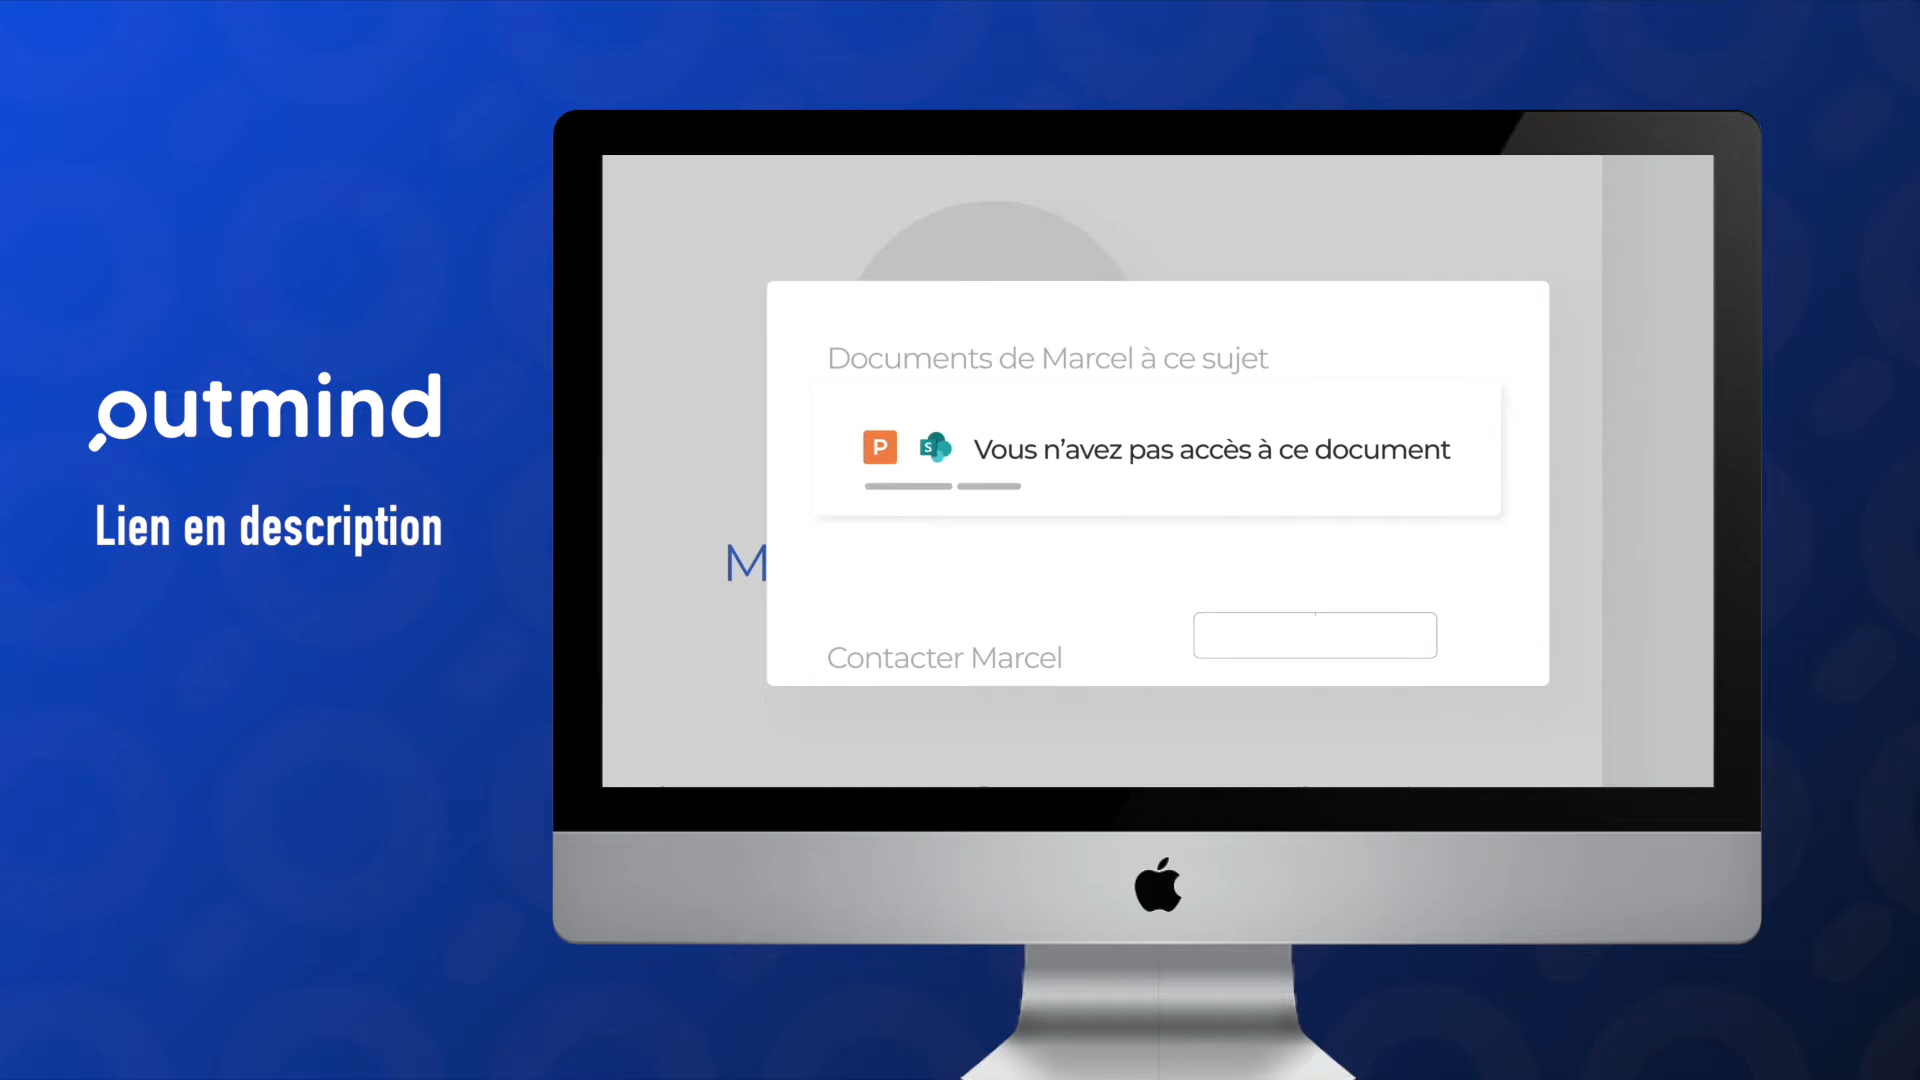 outmind
Lien en description
Documents de Marcel à ce sujet
P
S
Vous n’avez pas accès à ce document
M
Contacter Marcel